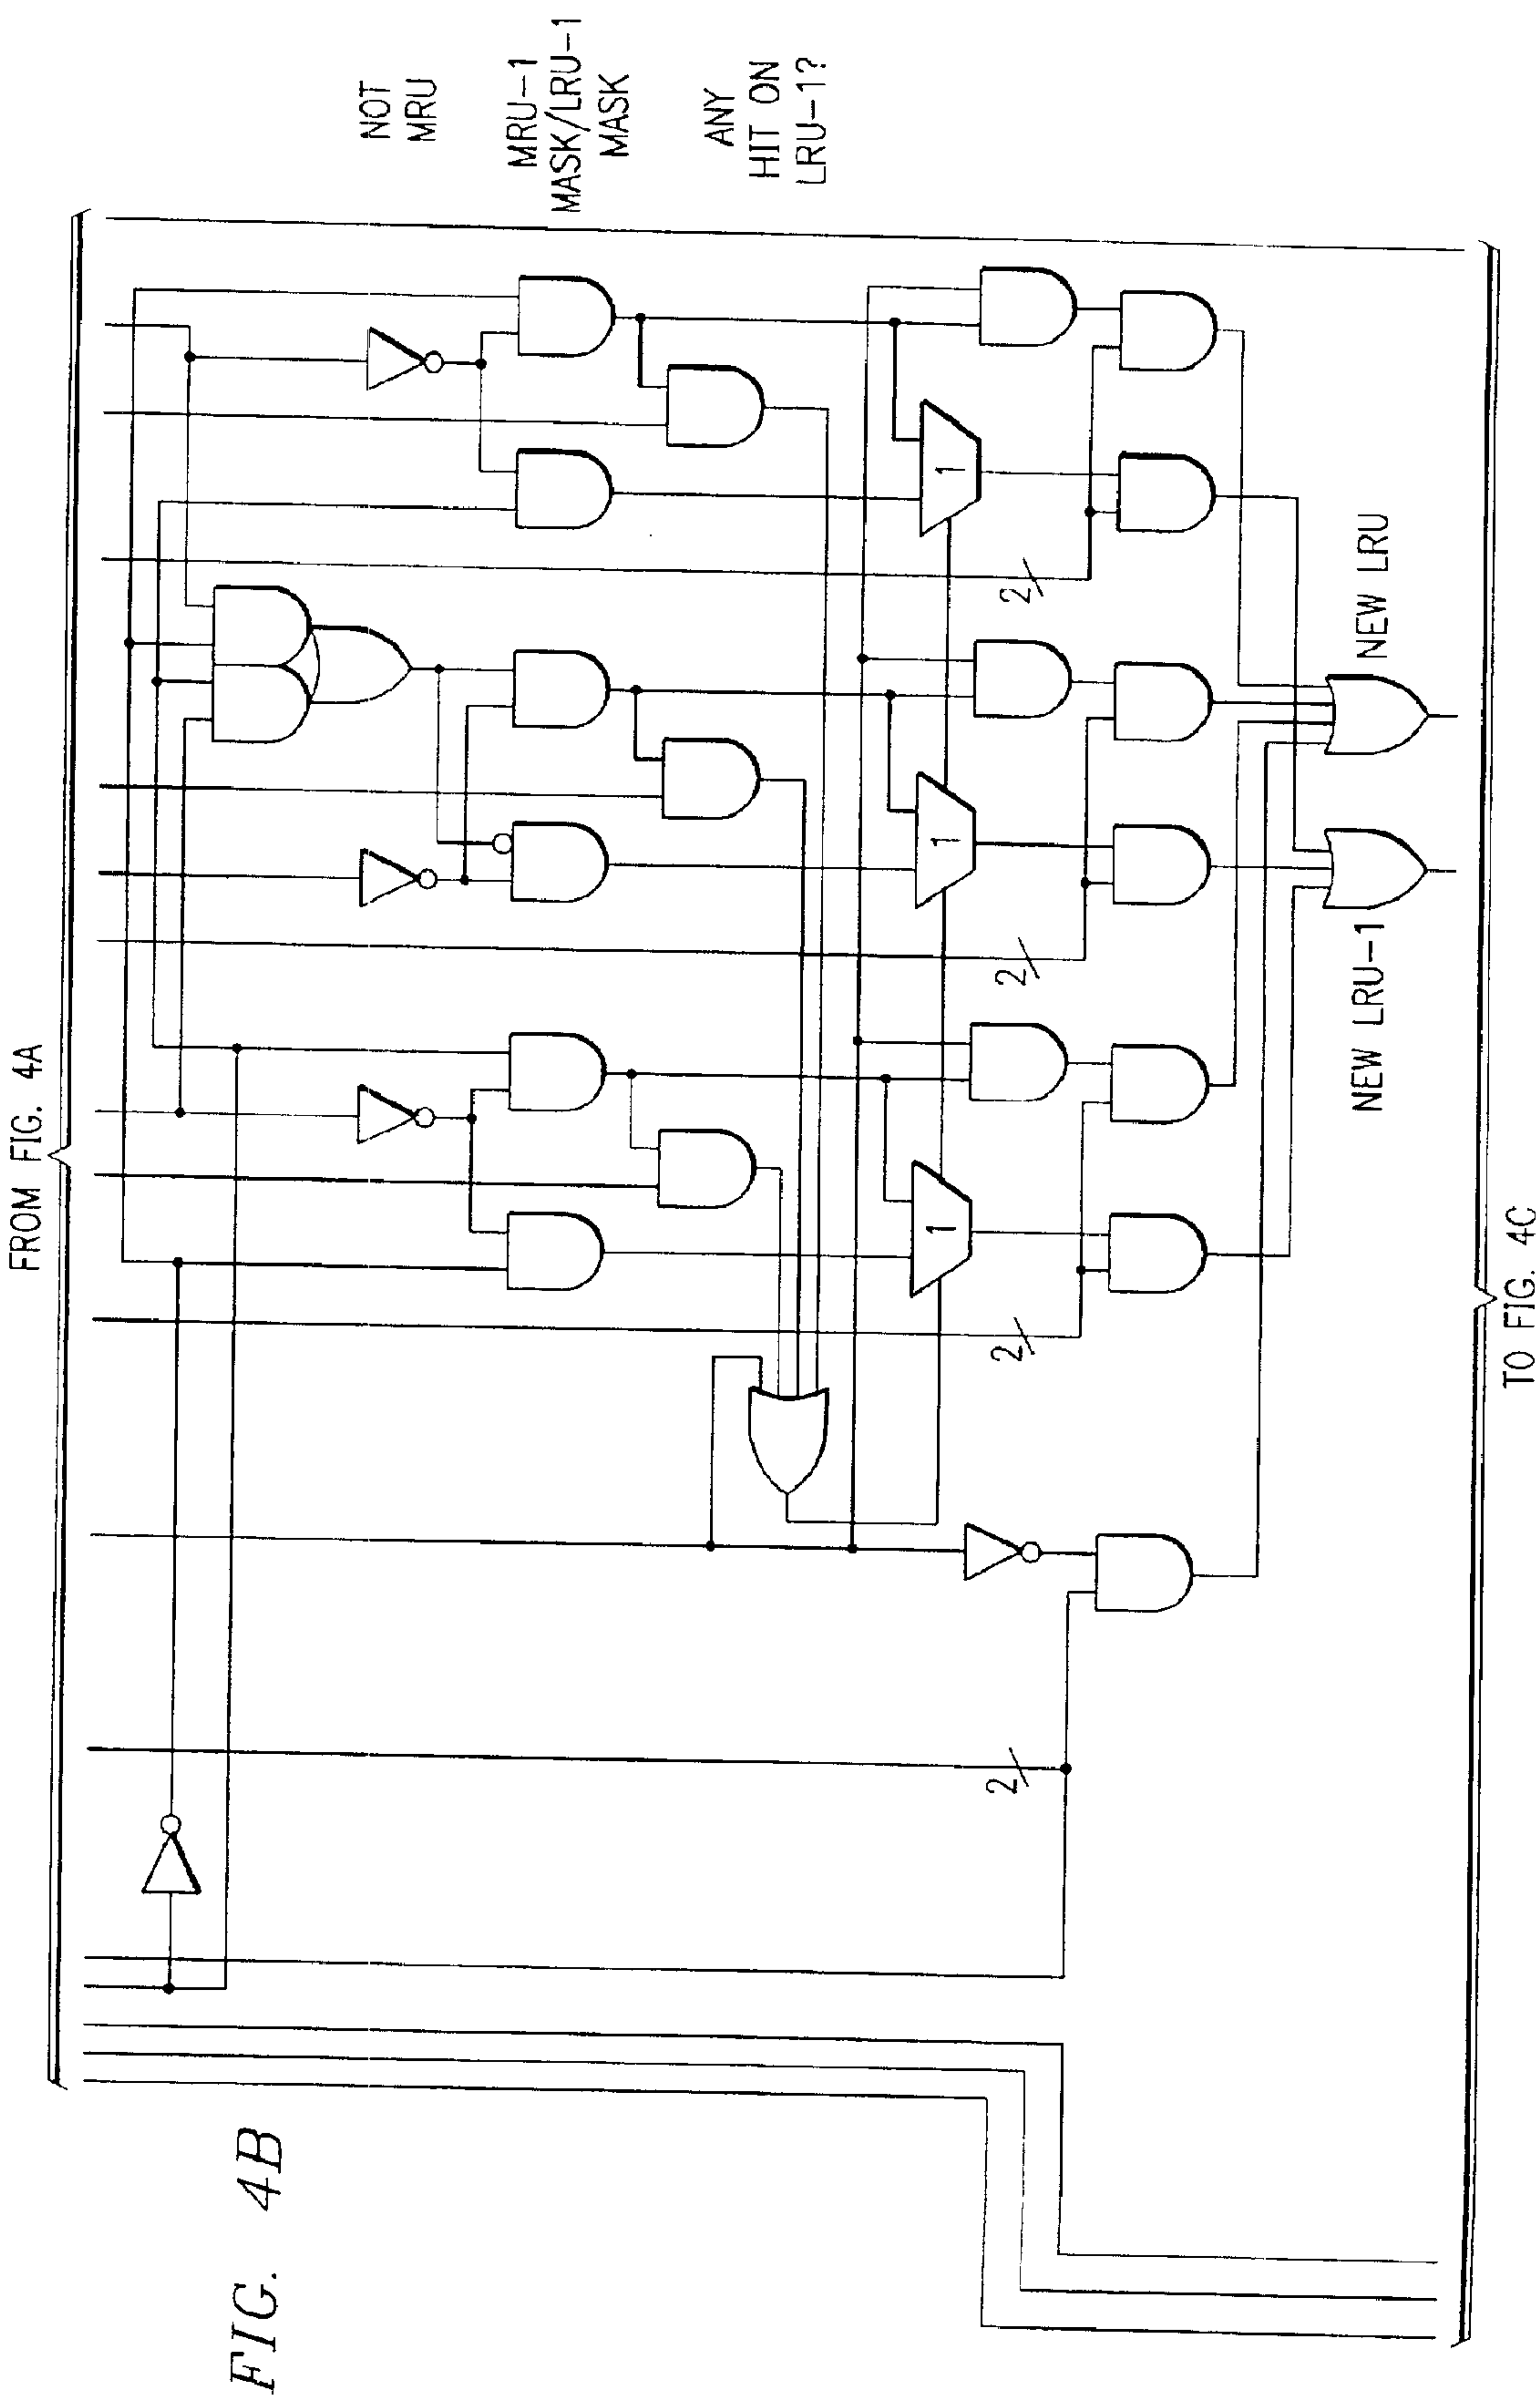 FIG. 4B
FROM FIG. 4A
NOT
MRU
MRU-1
MASK/LRU-1
MASK
ANY
HIT ON
LRU-1?
1
1
1
2
2
2
2
NEW LRU-1
NEW LRU
TO FIG. 4C